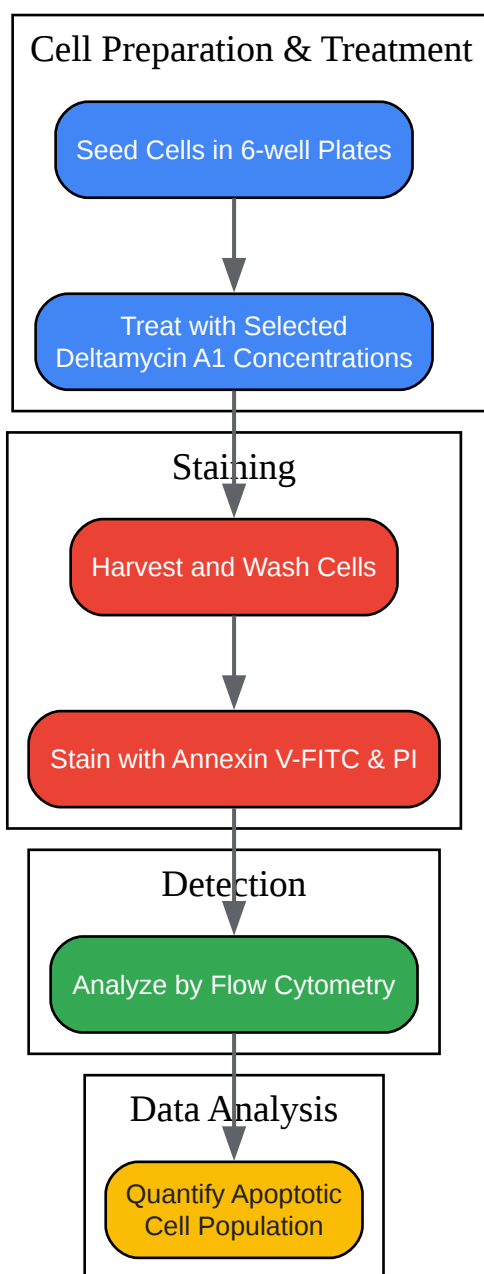 Cell Preparation & Treatment
Seed Cells in 6-well Plates
Treat with Selected
Deltamycin A1 Concentrations
Staining
Harvest and Wash Cells
Stain with Annexin V-FITC & PI
Detection
Analyze by Flow Cytometry
Data Analysis
Quantify Apoptotic
Cell Population